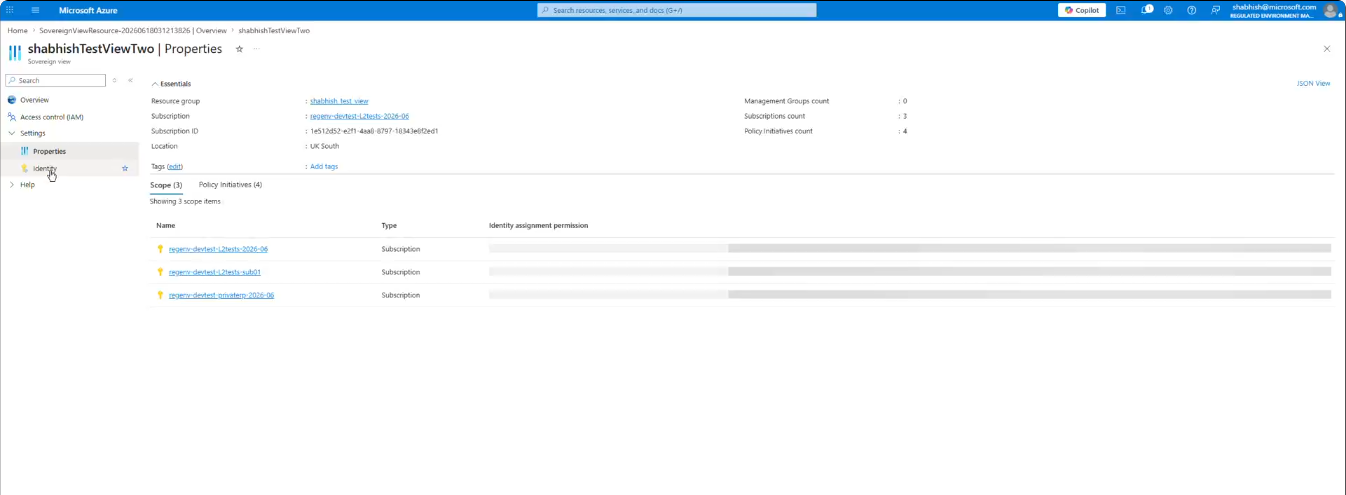 Microsoft Azure
Search resources, services, and docs (G+/)
Copilot
1
shabhish@microsoft.com
REGULATED ENVIRONMENT MA...
Home > SovereignViewResource-20260618031213826 | Overview > shabhishTestViewTwo
shabhishTestViewTwo | Properties
Sovereign view
Search
Overview
Access control (IAM)
Settings
Properties
Identity
Help
Essentials
JSON View
Resource group : shabhish_test_view
Subscription : regenv-devtest-L2tests-2026-06
Subscription ID : 1e512d52-e2f1-4aa8-8797-18343e8f2ed1
Location : UK South
Management Groups count : 0
Subscriptions count : 3
Policy Initiatives count : 4
Tags (edit) : Add tags
Scope (3) Policy Initiatives (4)
Showing 3 scope items
Name Type Identity assignment permission
regenv-devtest-L2tests-2026-06 Subscription
regenv-devtest-L2tests-sub01 Subscription
regenv-devtest-privaterp-2026-06 Subscription